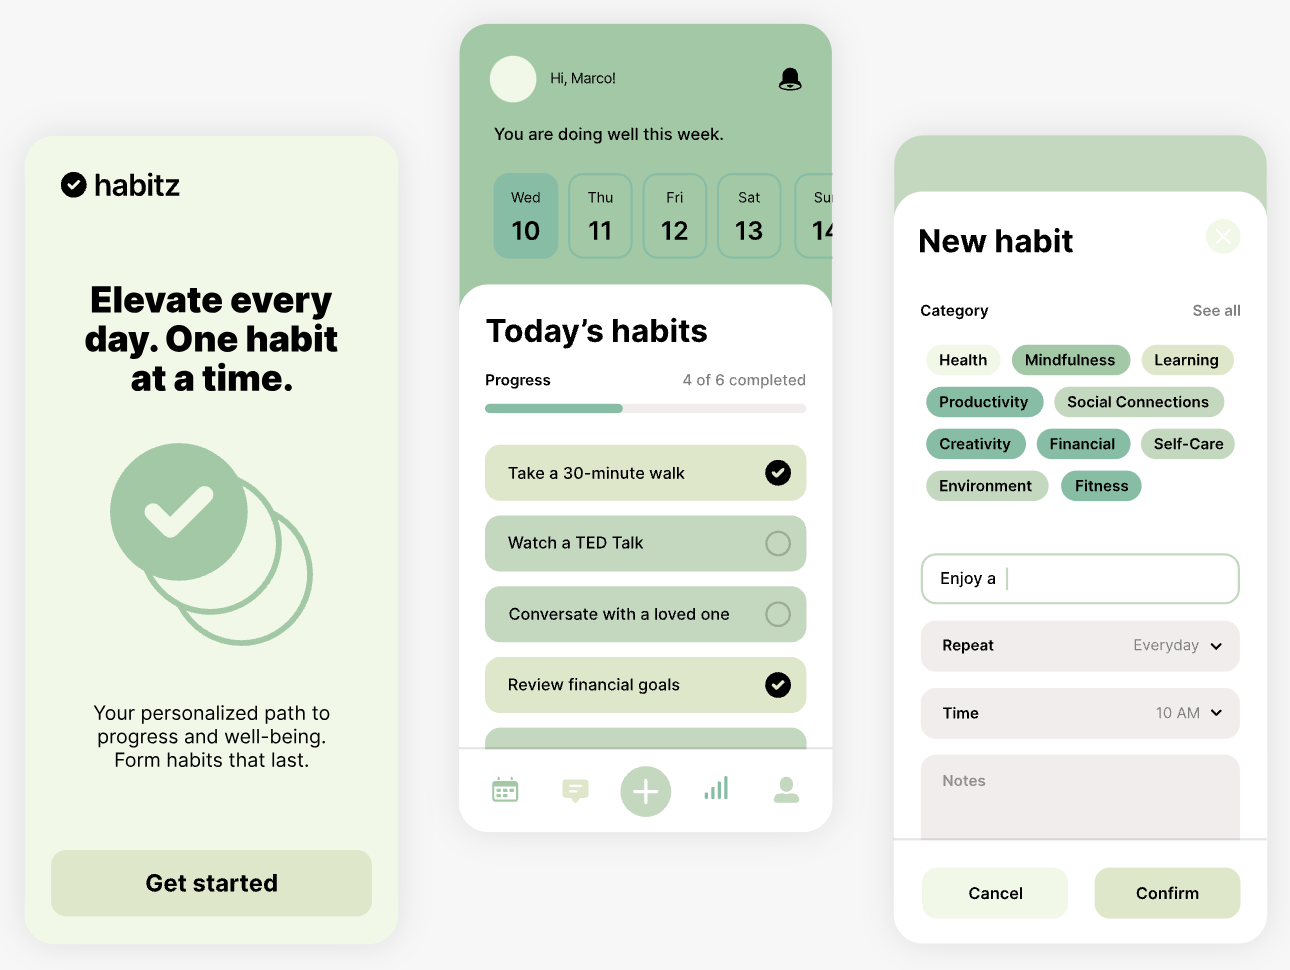 habitz
Elevate every
day. One habit
at a time.
Your personalized path to
progress and well-being.
Form habits that last.
Get started
Hi, Marco!
You are doing well this week.
Wed Thu Fri Sat Su
10 11 12 13 14
Today’s habits
Progress 4 of 6 completed
Take a 30-minute walk
Watch a TED Talk
Conversate with a loved one
Review financial goals
New habit
Category See all
Health Mindfulness Learning
Productivity Social Connections
Creativity Financial Self-Care
Environment Fitness
Enjoy a
Repeat Everyday
Time 10 AM
Notes
Cancel Confirm